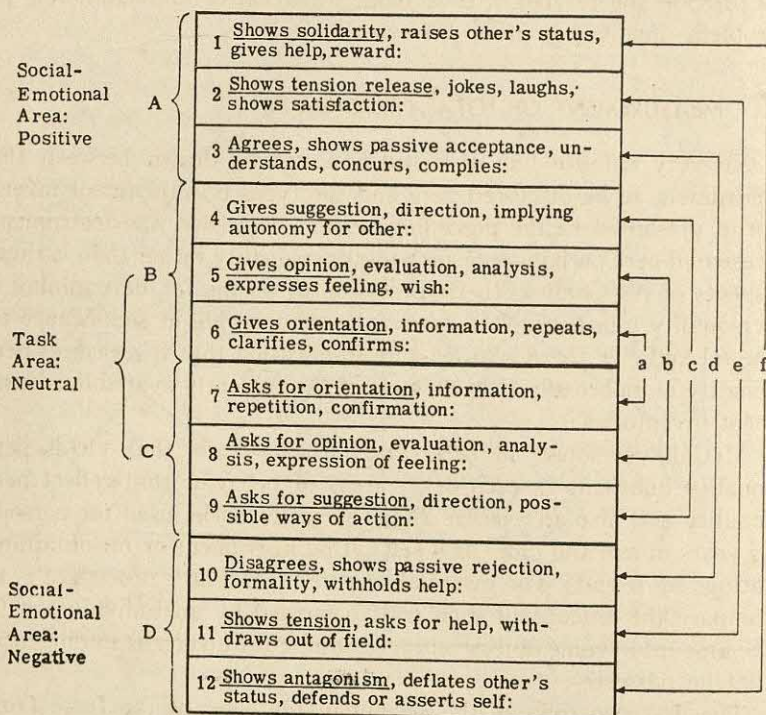 1 Shows solidarity, raises other's status,
gives help, reward:
Social-
Emotional
Area:
Positive
A
2 Shows tension release, jokes, laughs,
shows satisfaction:
3 Agrees, shows passive acceptance, un-
derstands, concurs, complies:
4 Gives suggestion, direction, implying
autonomy for other:
B
5 Gives opinion, evaluation, analysis,
expresses feeling, wish:
Task
Area:
Neutral
6 Gives orientation, information, repeats,
clarifies, confirms:
a b c d e f
7 Asks for orientation, information,
repetition, confirmation:
C
8 Asks for opinion, evaluation, analy-
sis, expression of feeling:
9 Asks for suggestion, direction, pos-
sible ways of action:
10 Disagrees, shows passive rejection,
formality, withholds help:
Social-
Emotional
Area:
Negative
D
11 Shows tension, asks for help, with-
draws out of field:
12 Shows antagonism, deflates other's
status, defends or asserts self: